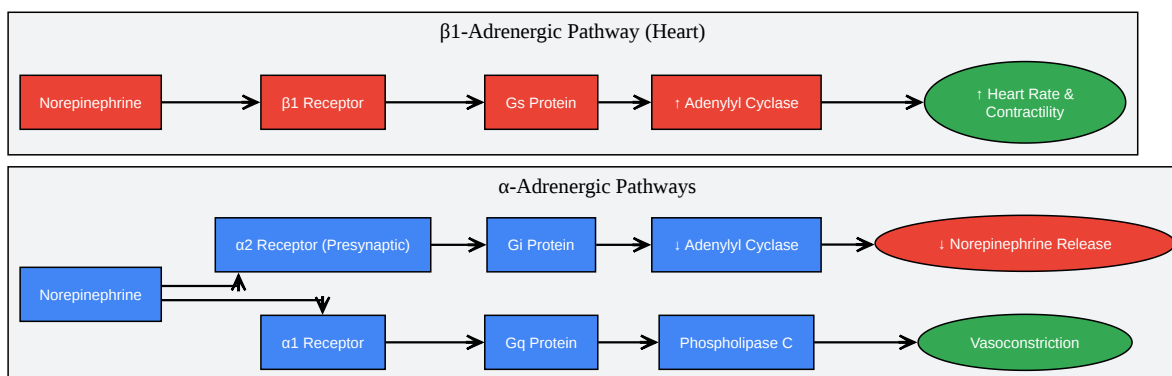 β1-Adrenergic Pathway (Heart)
Norepinephrine
β1 Receptor
Gs Protein
↑ Adenylyl Cyclase
↑ Heart Rate &
Contractility
α-Adrenergic Pathways
α2 Receptor (Presynaptic)
Gi Protein
↓ Adenylyl Cyclase
↓ Norepinephrine Release
Norepinephrine
α1 Receptor
Gq Protein
Phospholipase C
Vasoconstriction